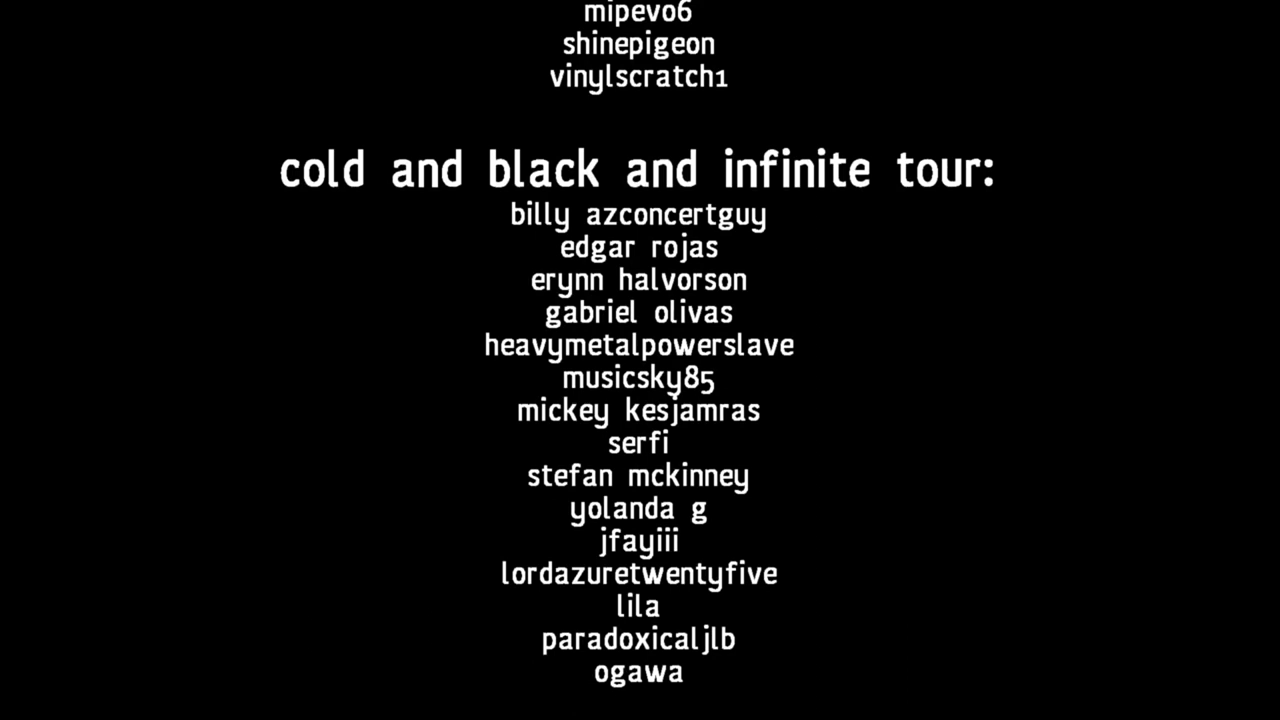 mipevo6
shinepigeon
vinylscratch1
cold and black and infinite tour:
billy azconcertguy
edgar rojas
erynn halvorson
gabriel olivas
heavymetalpowerslave
musicsky85
mickey kesjamras
serfi
stefan mckinney
yolanda g
jfayiii
lordazuretwentyfive
lila
paradoxicaljlb
ogawa